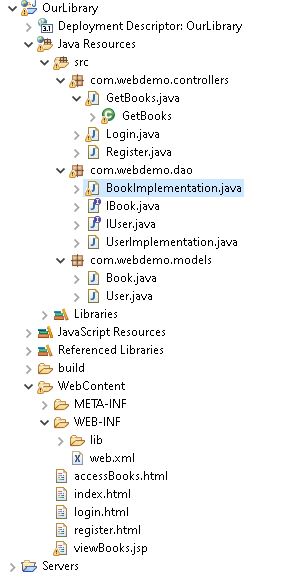 OurLibrary
3.1 Deployment Descriptor: OurLibrary
Java Resources
src
com.webdemo.controllers
GetBooks.java
GetBooks
Login.java
Register.java
com.webdemo.dao
BookImplementation.java
IBook.java
IUser.java
UserImplementation.java
com.webdemo.models
Book.java
User.java
Libraries
JavaScript Resources
Referenced Libraries
build
WebContent
META-INF
WEB-INF
lib
web.xml
accessBooks.html
index.html
login.html
register.html
viewBooks.jsp
Servers